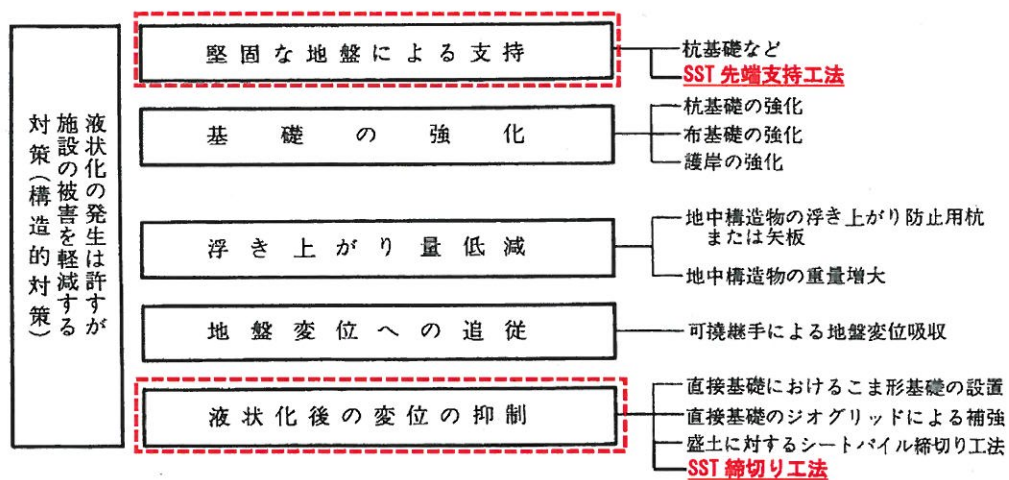 液状化の発生は許すが
施設の被害を軽減する
対策(構造的対策)
堅固な地盤による支持
杭基礎など
SST 先端支持工法
基礎の強化
杭基礎の強化
布基礎の強化
護岸の強化
浮き上がり量低減
地中構造物の浮き上がり防止用杭
または矢板
地中構造物の重量増大
地盤変位への追従
可撓継手による地盤変位吸収
液状化後の変位の抑制
直接基礎におけるこま形基礎の設置
直接基礎のジオグリッドによる補強
盛土に対するシートパイル締切り工法
SST 締切り工法